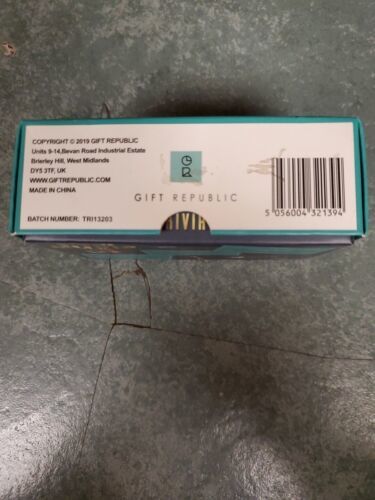 COPYRIGHT © 2019 GIFT REPUBLIC
Units 9-14,Bevan Road Industrial Estate
Brierley Hill, West Midlands
DY5 3TF, UK
WWW.GIFTREPUBLIC.COM
MADE IN CHINA
BATCH NUMBER: TRI13203
GR
GIFT REPUBLIC
5 056004 321394